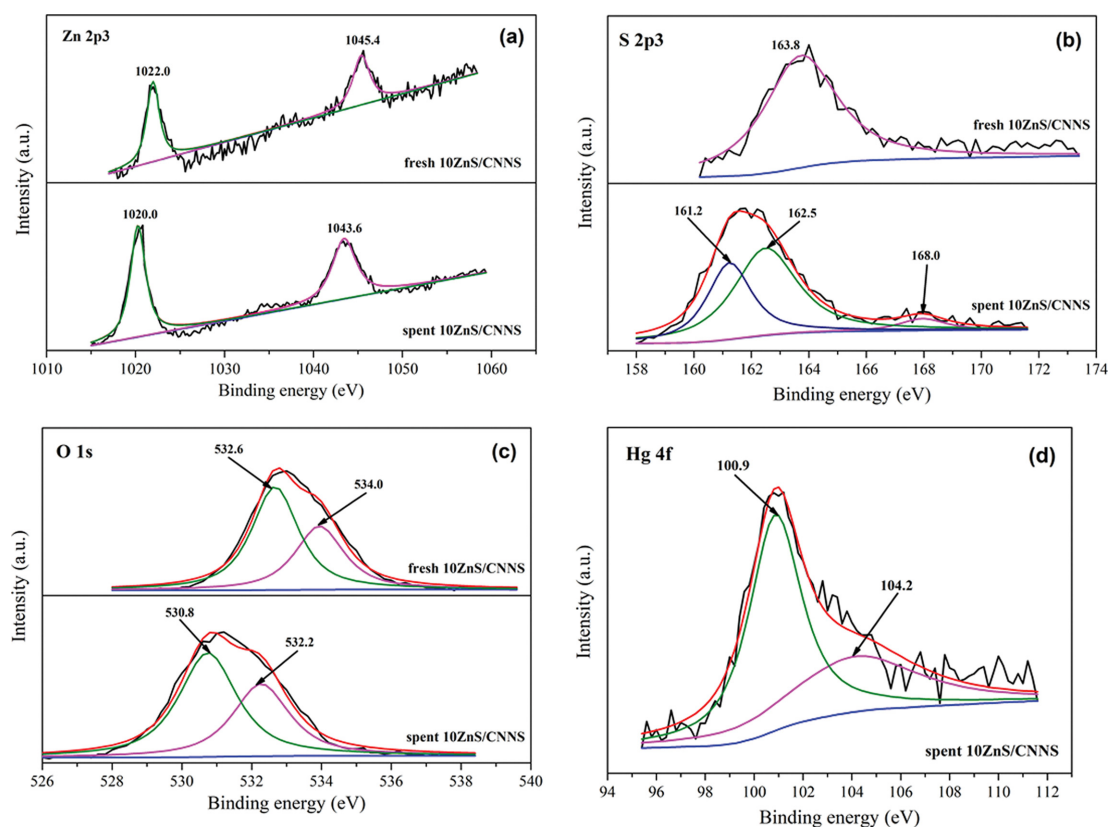 Zn 2p3
(a)
1022.0
1045.4
fresh 10ZnS/CNNS
1020.0
1043.6
spent 10ZnS/CNNS
Intensity (a.u.)
1010 1020 1030 1040 1050 1060
Binding energy (eV)
S 2p3
(b)
163.8
fresh 10ZnS/CNNS
161.2
162.5
168.0
spent 10ZnS/CNNS
Intensity (a.u.)
158 160 162 164 166 168 170 172 174
Binding energy (eV)
O 1s
(c)
532.6
534.0
fresh 10ZnS/CNNS
530.8
532.2
spent 10ZnS/CNNS
Intensity (a.u.)
526 528 530 532 534 536 538 540
Binding energy (eV)
Hg 4f
(d)
100.9
104.2
spent 10ZnS/CNNS
Intensity (a.u.)
94 96 98 100 102 104 106 108 110 112
Binding energy (eV)